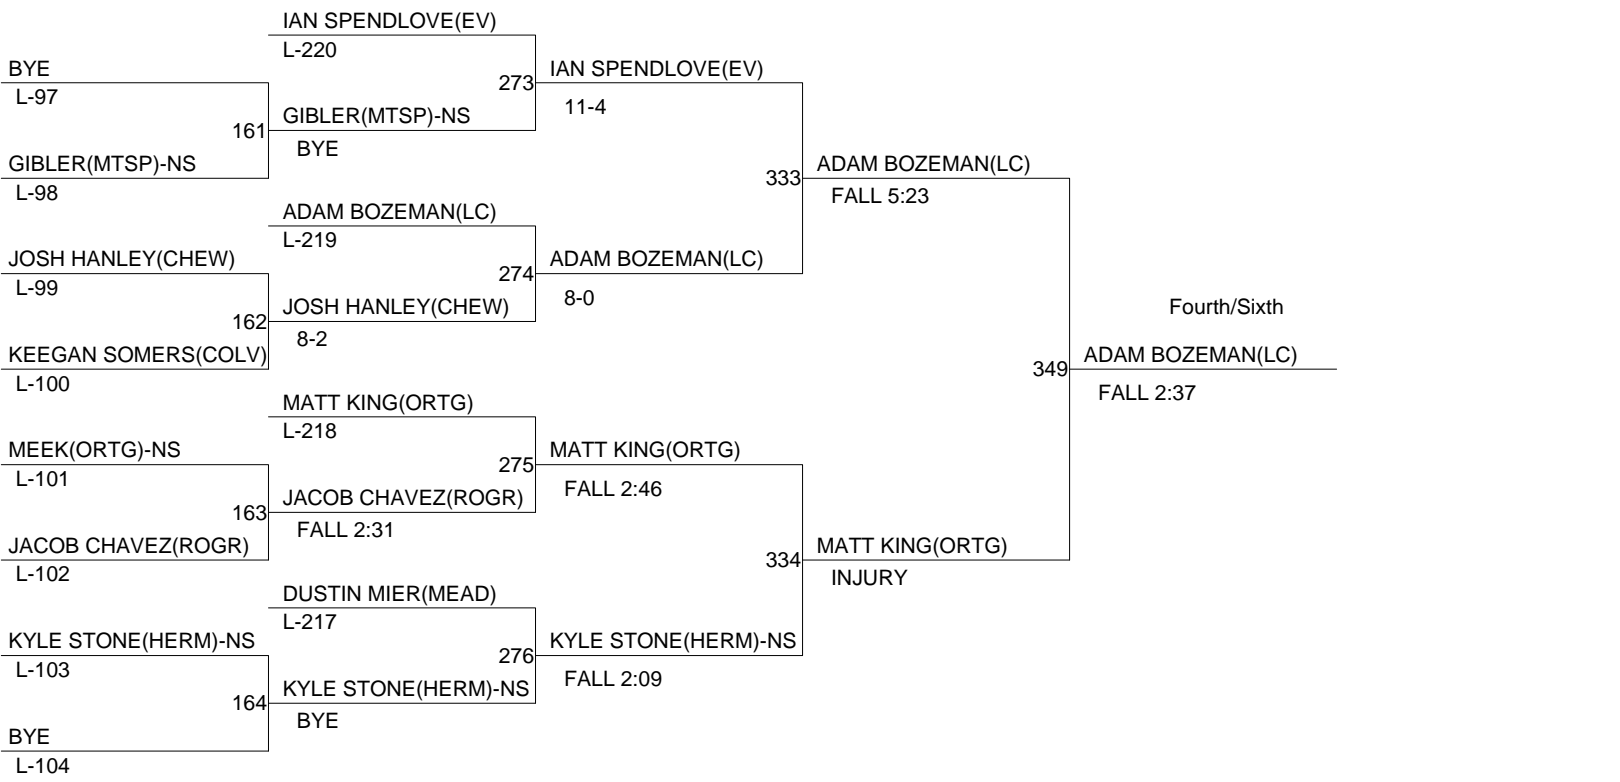 IAN SPENDLOVE(EV)
L-220
BYE
L-97
273
IAN SPENDLOVE(EV)
11-4
161
GIBLER(MTSP)-NS
BYE
GIBLER(MTSP)-NS
L-98
333
ADAM BOZEMAN(LC)
FALL 5:23
ADAM BOZEMAN(LC)
L-219
JOSH HANLEY(CHEW)
L-99
274
ADAM BOZEMAN(LC)
8-0
162
JOSH HANLEY(CHEW)
8-2
Fourth/Sixth
KEEGAN SOMERS(COLV)
L-100
349
ADAM BOZEMAN(LC)
FALL 2:37
MATT KING(ORTG)
L-218
MEEK(ORTG)-NS
L-101
275
MATT KING(ORTG)
FALL 2:46
163
JACOB CHAVEZ(ROGR)
FALL 2:31
JACOB CHAVEZ(ROGR)
L-102
334
MATT KING(ORTG)
INJURY
DUSTIN MIER(MEAD)
L-217
KYLE STONE(HERM)-NS
L-103
276
KYLE STONE(HERM)-NS
FALL 2:09
164
KYLE STONE(HERM)-NS
BYE
BYE
L-104